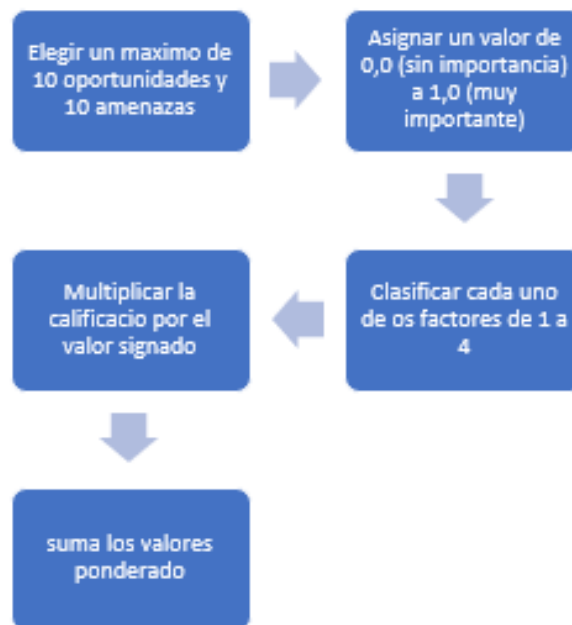 Elegir un maximo de
10 oportunidades y
10 amenazas
Asignar un valor de
0,0 (sin importancia)
a 1,0 (muy
importante)
Clasificar cada uno
de os factores de 1 a
4
Multiplicar la
calificacio por el
valor signado
suma los valores
ponderado